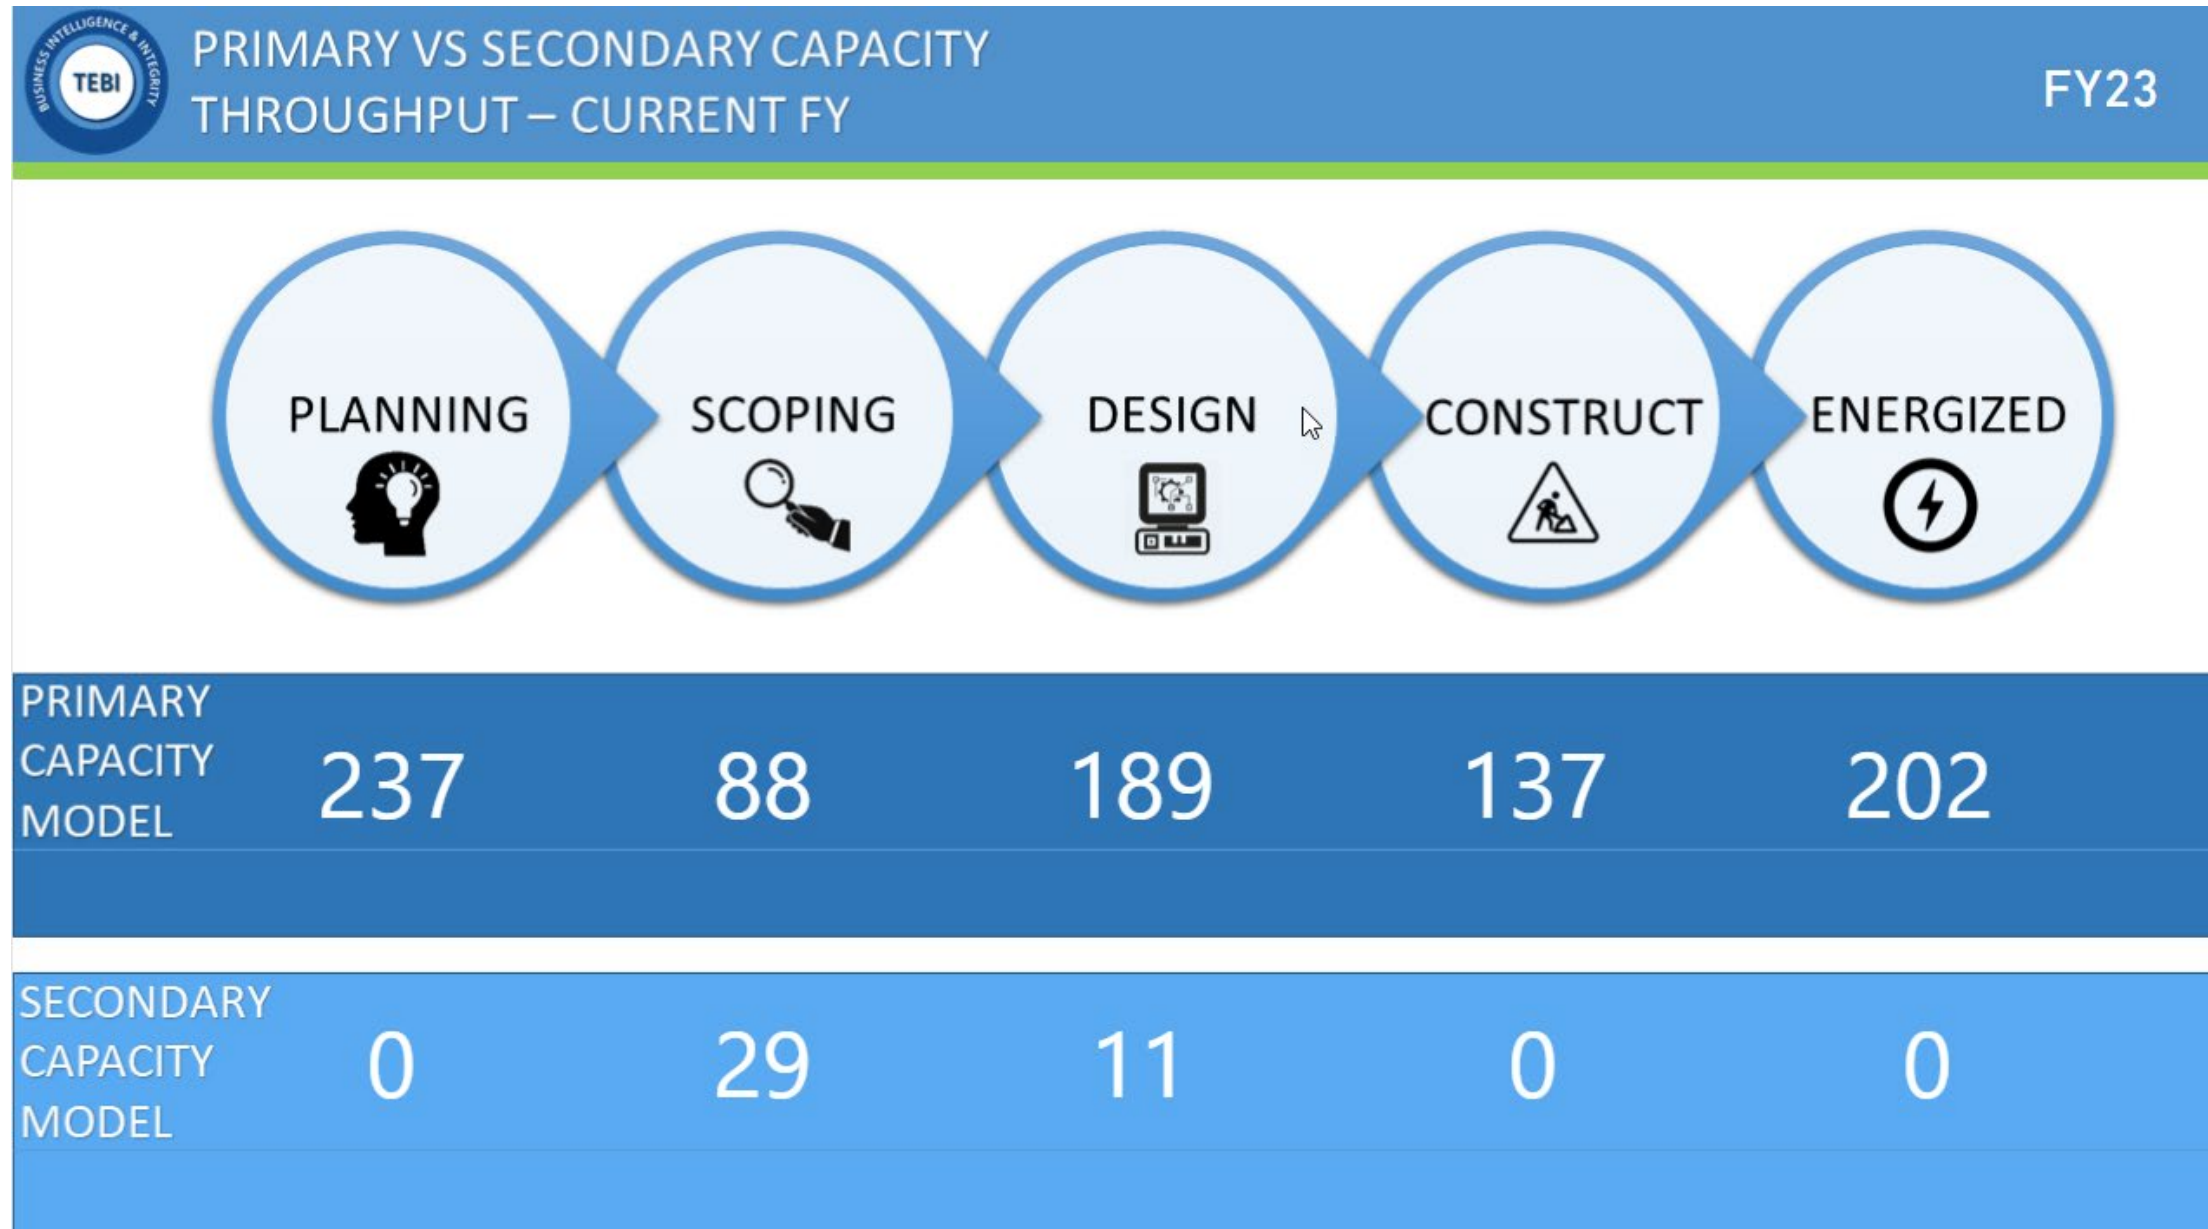 BUSINESS INTELLIGENCE & INTEGRITY
TEBI
PRIMARY VS SECONDARY CAPACITY
THROUGHPUT – CURRENT FY
FY23
PLANNING
SCOPING
DESIGN
CONSTRUCT
ENERGIZED
PRIMARY
CAPACITY
MODEL
237
88
189
137
202
SECONDARY
CAPACITY
MODEL
0
29
11
0
0